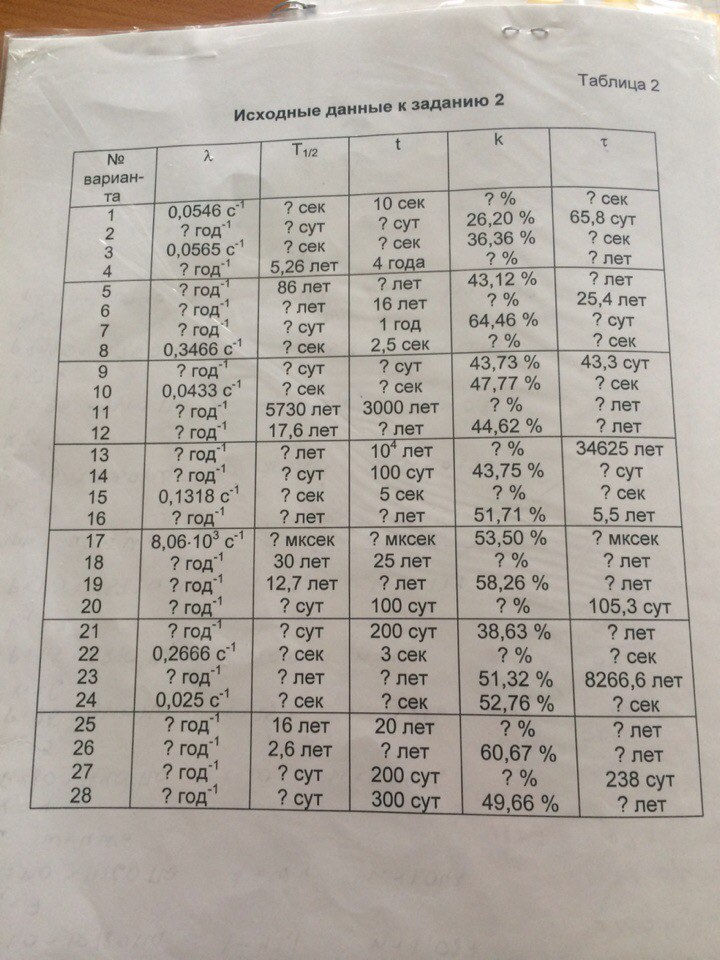 Таблица 2
Исходные данные к заданию 2
№ вариан-та λ T1/2 t k τ
1 0,0546 с⁻¹ ? сек 10 сек ? % ? сек
2 ? год⁻¹ ? сут ? сут 26,20 % 65,8 сут
3 0,0565 с⁻¹ ? сек ? сек 36,36 % ? сек
4 ? год⁻¹ 5,26 лет 4 года ? % ? лет
5 ? год⁻¹ 86 лет ? лет 43,12 % ? лет
6 ? год⁻¹ ? лет 16 лет ? % 25,4 лет
7 ? год⁻¹ ? сут 1 год 64,46 % ? сут
8 0,3466 с⁻¹ ? сек 2,5 сек ? % ? сек
9 ? год⁻¹ ? сут ? сут 43,73 % 43,3 сут
10 0,0433 с⁻¹ ? сек ? сек 47,77 % ? сек
11 ? год⁻¹ 5730 лет 3000 лет ? % ? лет
12 ? год⁻¹ 17,6 лет ? лет 44,62 % ? лет
13 ? год⁻¹ ? лет 10⁴ лет ? % 34625 лет
14 ? год⁻¹ ? сут 100 сут 43,75 % ? сут
15 0,1318 с⁻¹ ? сек 5 сек ? % ? сек
16 ? год⁻¹ ? лет ? лет 51,71 % 5,5 лет
17 8,06·10³ с⁻¹ ? мксек ? мксек 53,50 % ? мксек
18 ? год⁻¹ 30 лет 25 лет ? % ? лет
19 ? год⁻¹ 12,7 лет ? лет 58,26 % ? лет
20 ? год⁻¹ ? сут 100 сут ? % 105,3 сут
21 ? год⁻¹ ? сут 200 сут 38,63 % ? лет
22 0,2666 с⁻¹ ? сек 3 сек ? % ? сек
23 ? год⁻¹ ? лет ? лет 51,32 % 8266,6 лет
24 0,025 с⁻¹ ? сек ? сек 52,76 % ? сек
25 ? год⁻¹ 16 лет 20 лет ? % ? лет
26 ? год⁻¹ 2,6 лет ? лет 60,67 % ? лет
27 ? год⁻¹ ? сут 200 сут ? % 238 сут
28 ? год⁻¹ ? сут 300 сут 49,66 % ? лет